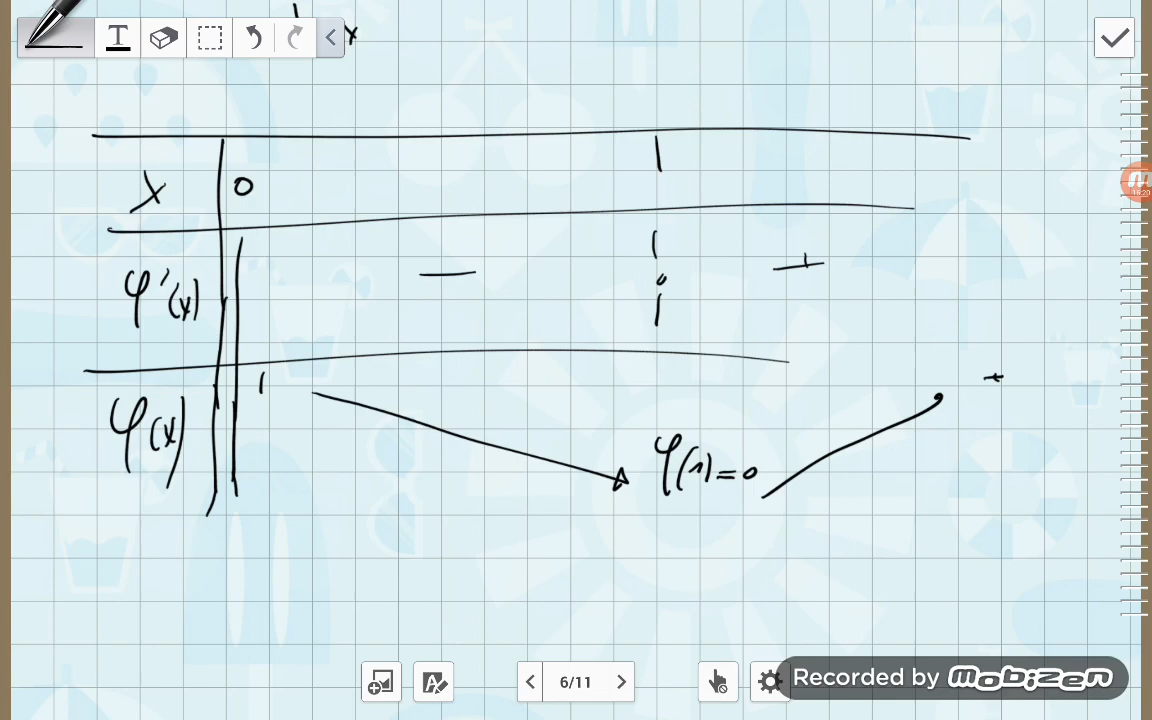 T
x
x 0 1
φ'(x) − 0 +
φ(x) φ(1)=0 +
6/11
Recorded by mobizen